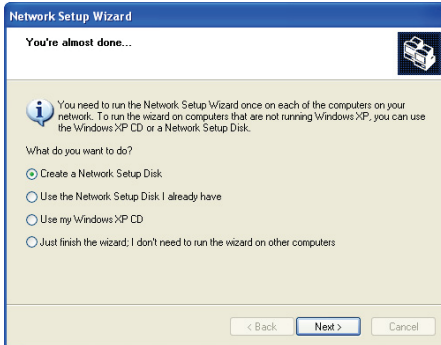 Network Setup Wizard
You're almost done...
You need to run the Network Setup Wizard once on each of the computers on your
network. To run the wizard on computers that are not running Windows XP, you can use
the Windows XP CD or a Network Setup Disk.
What do you want to do?
Create a Network Setup Disk
Use the Network Setup Disk I already have
Use my Windows XP CD
Just finish the wizard; I don't need to run the wizard on other computers
< Back Next > Cancel